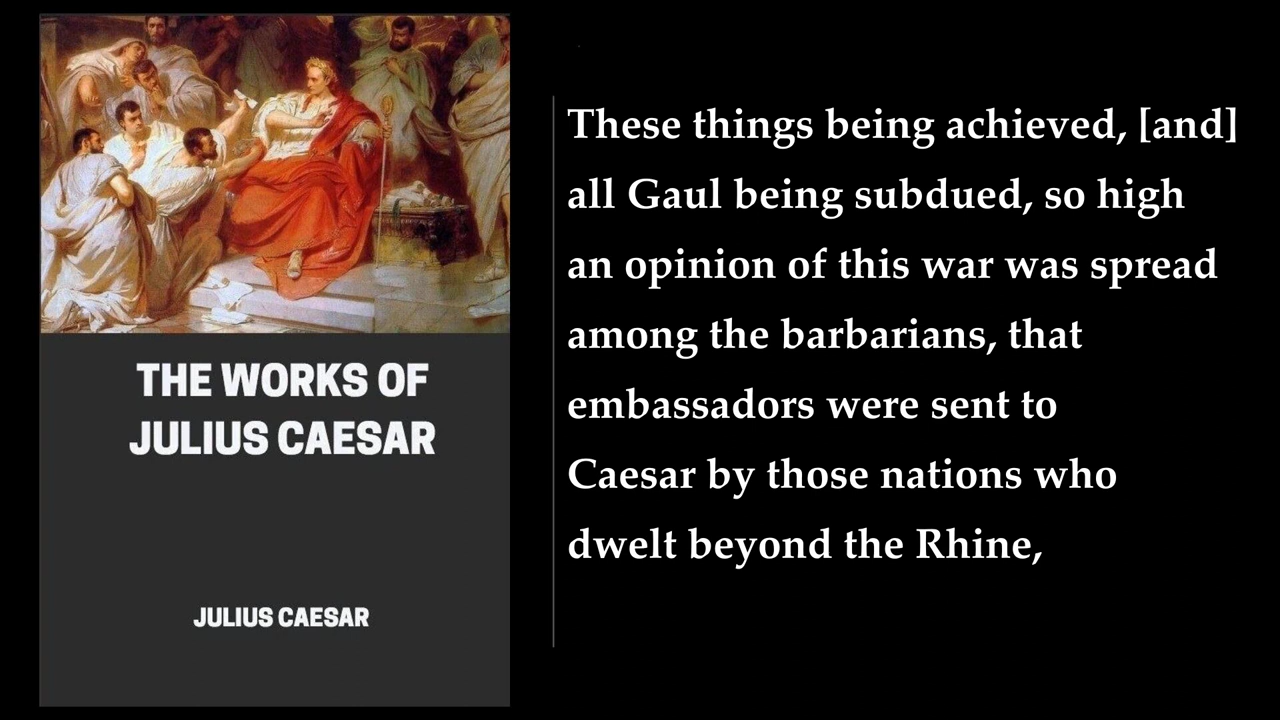 THE WORKS OF
JULIUS CAESAR
JULIUS CAESAR
These things being achieved, [and]
all Gaul being subdued, so high
an opinion of this war was spread
among the barbarians, that
embassadors were sent to
Caesar by those nations who
dwelt beyond the Rhine,